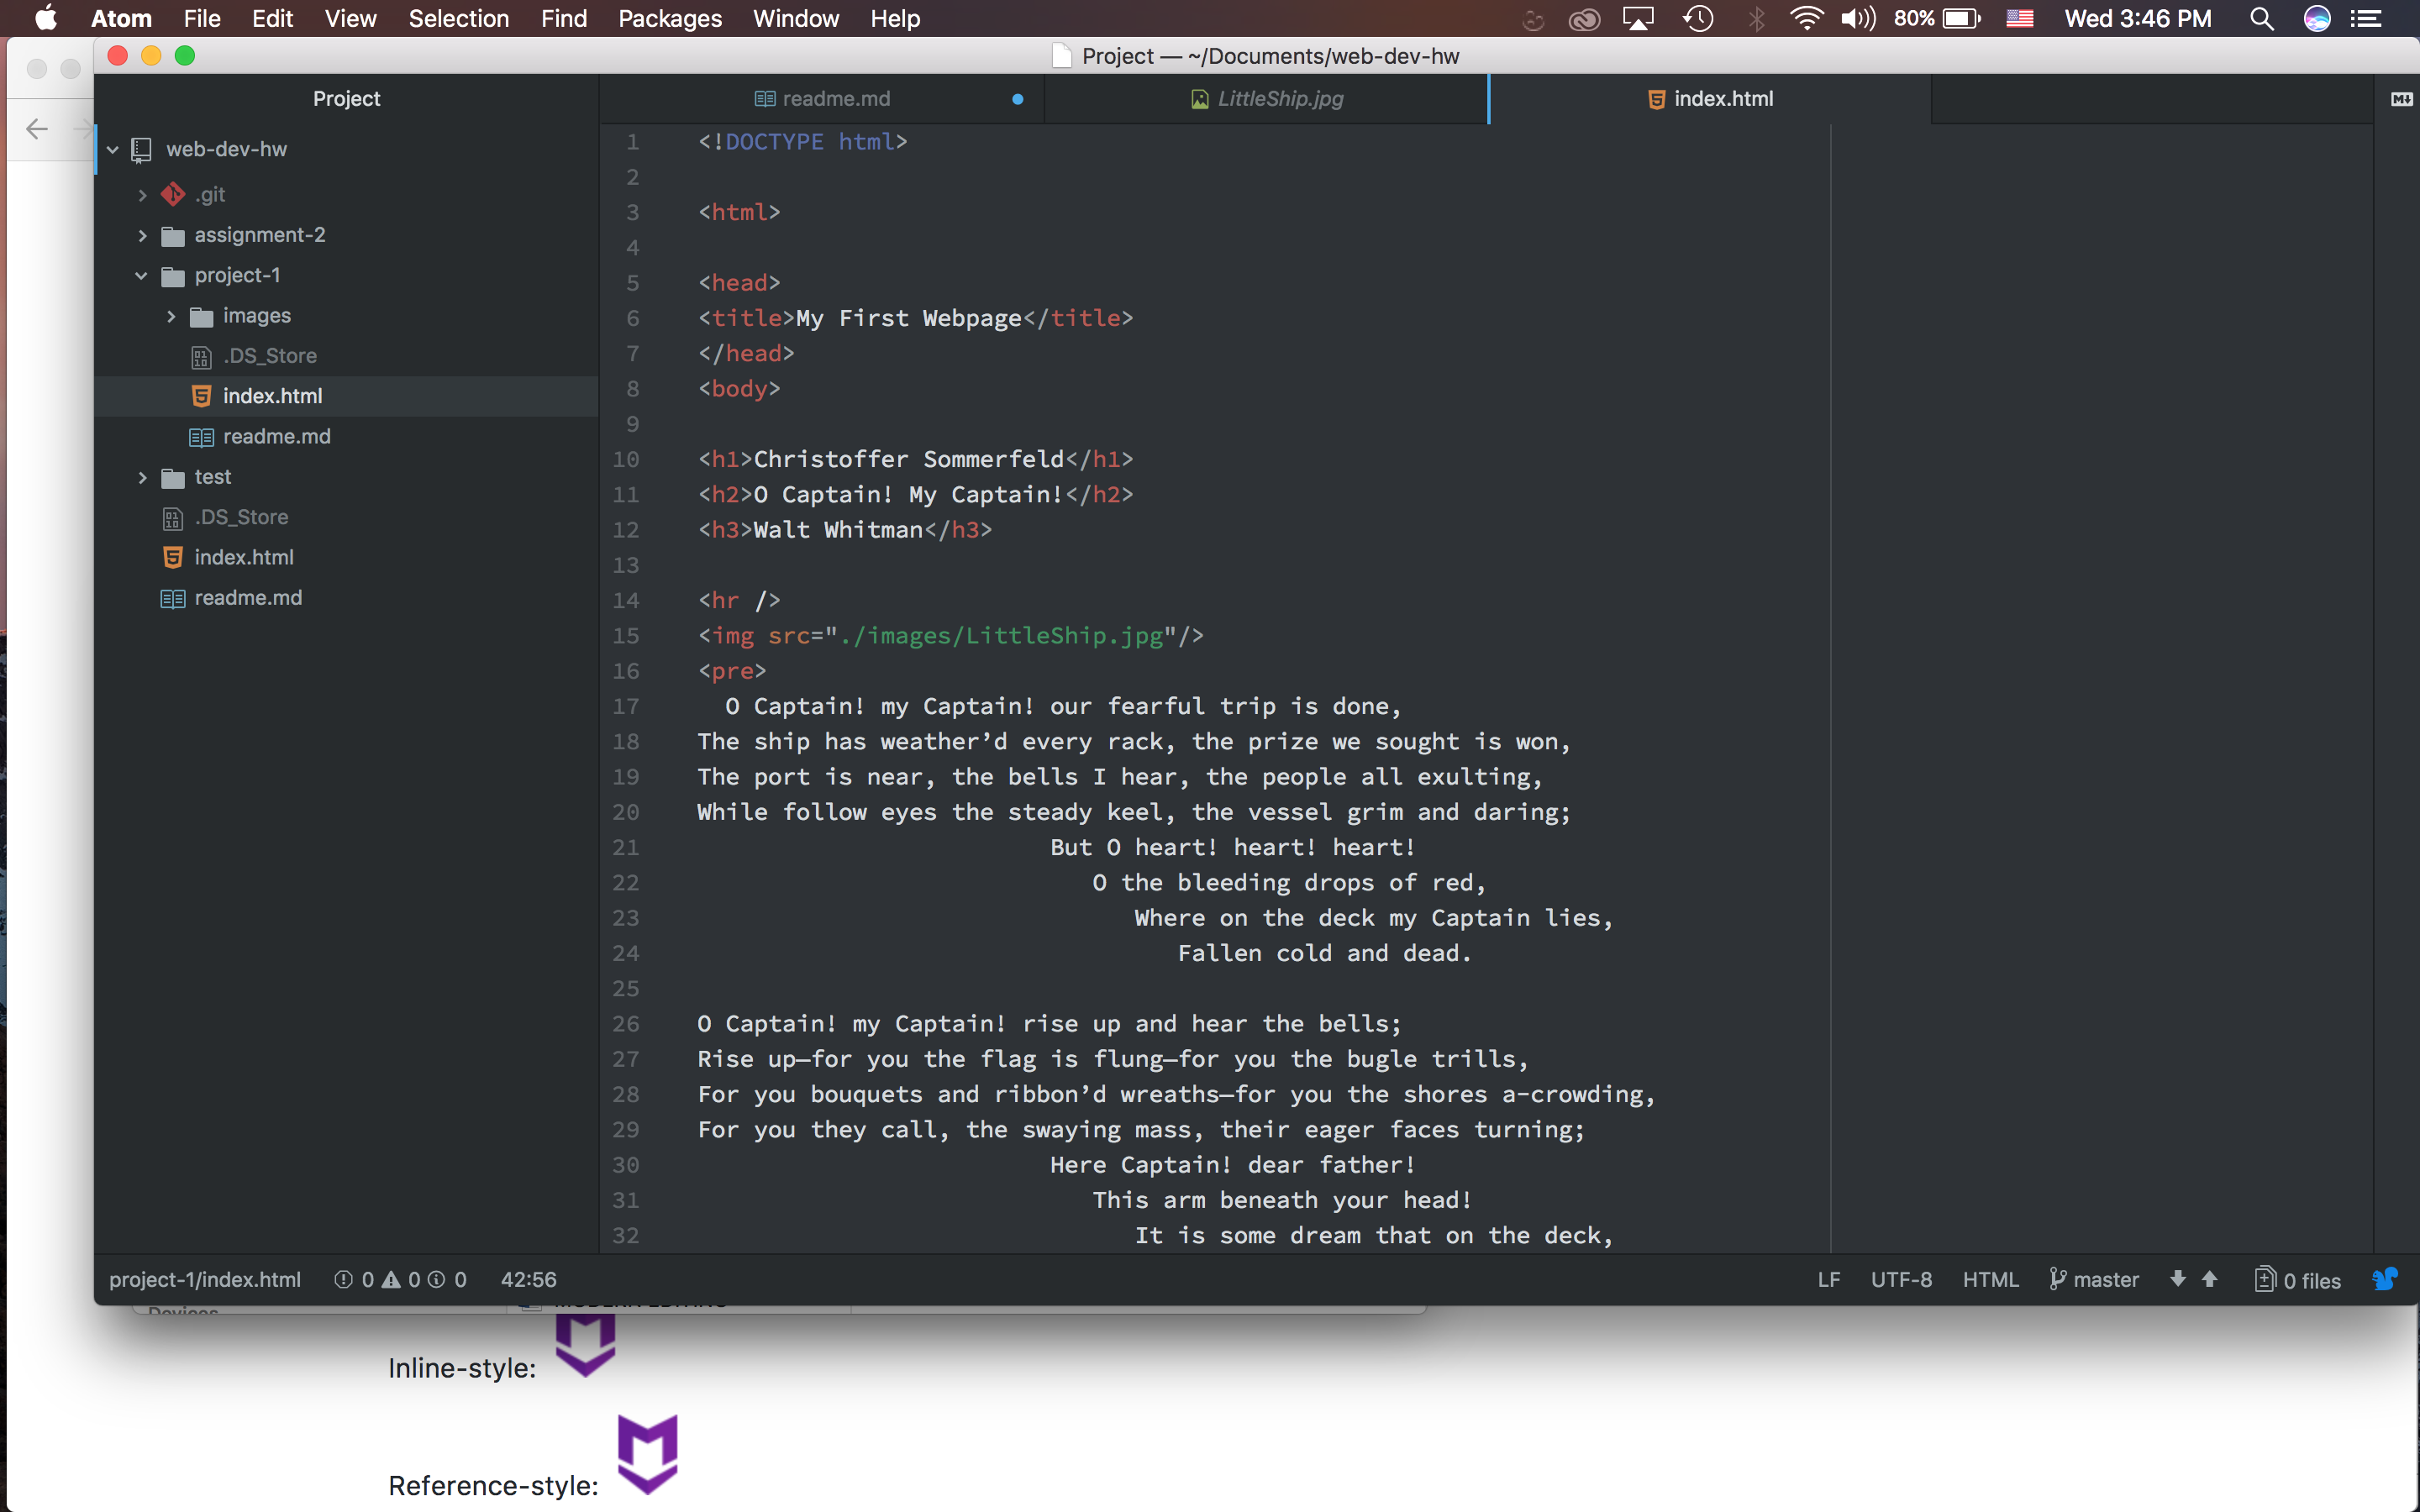 Atom File Edit View Selection Find Packages Window Help 80% Wed 3:46 PM
Project — ~/Documents/web-dev-hw
Project
readme.md LittleShip.jpg index.html
web-dev-hw
.git
assignment-2
project-1
images
.DS_Store
index.html
readme.md
test
.DS_Store
index.html
readme.md
1 <!DOCTYPE html>
2
3 <html>
4
5 <head>
6 <title>My First Webpage</title>
7 </head>
8 <body>
9
10 <h1>Christoffer Sommerfeld</h1>
11 <h2>O Captain! My Captain!</h2>
12 <h3>Walt Whitman</h3>
13
14 <hr />
15 <img src="./images/LittleShip.jpg"/>
16 <pre>
17 O Captain! my Captain! our fearful trip is done,
18 The ship has weather’d every rack, the prize we sought is won,
19 The port is near, the bells I hear, the people all exulting,
20 While follow eyes the steady keel, the vessel grim and daring;
21 But O heart! heart! heart!
22 O the bleeding drops of red,
23 Where on the deck my Captain lies,
24 Fallen cold and dead.
25
26 O Captain! my Captain! rise up and hear the bells;
27 Rise up—for you the flag is flung—for you the bugle trills,
28 For you bouquets and ribbon’d wreaths—for you the shores a-crowding,
29 For you they call, the swaying mass, their eager faces turning;
30 Here Captain! dear father!
31 This arm beneath your head!
32 It is some dream that on the deck,
project-1/index.html 0 0 0 42:56 LF UTF-8 HTML master 0 files
Devices
Inline-style:
Reference-style: